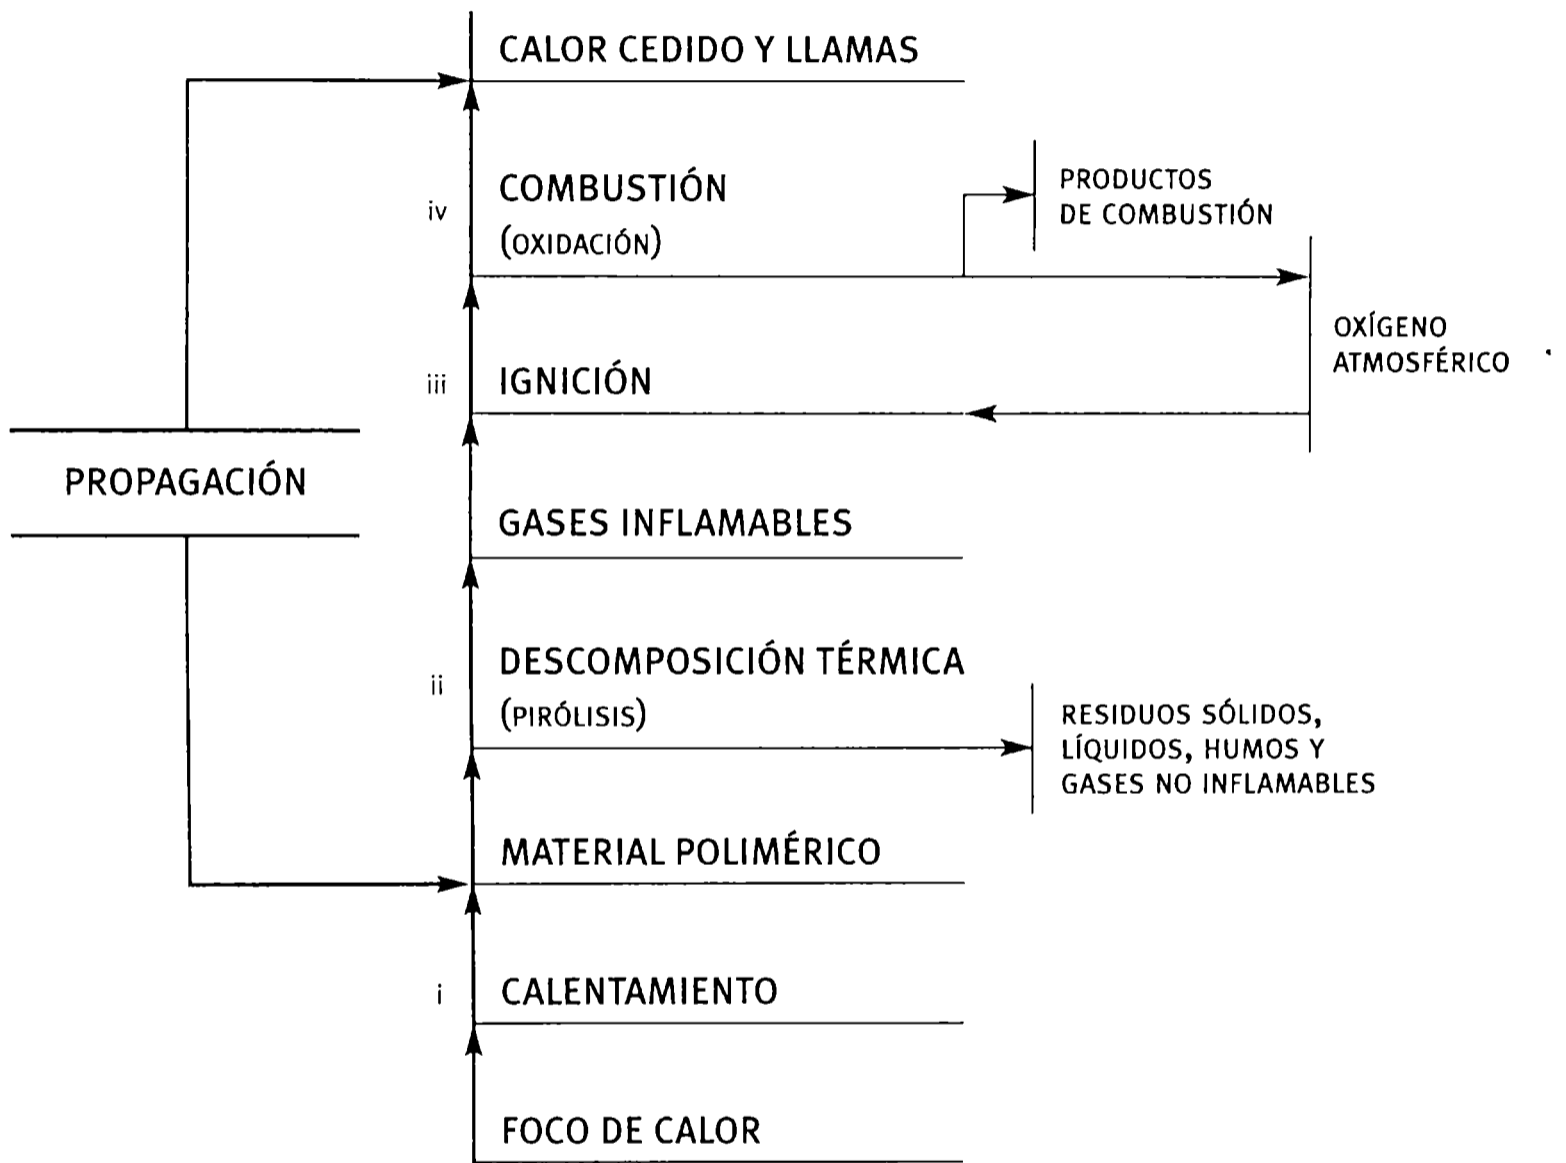 CALOR CEDIDO Y LLAMAS
COMBUSTIÓN
(OXIDACIÓN)
iv
PRODUCTOS
DE COMBUSTIÓN
OXÍGENO
ATMOSFÉRICO
iii
IGNICIÓN
PROPAGACIÓN
GASES INFLAMABLES
DESCOMPOSICIÓN TÉRMICA
(PIRÓLISIS)
ii
RESIDUOS SÓLIDOS,
LÍQUIDOS, HUMOS Y
GASES NO INFLAMABLES
MATERIAL POLIMÉRICO
i
CALENTAMIENTO
FOCO DE CALOR